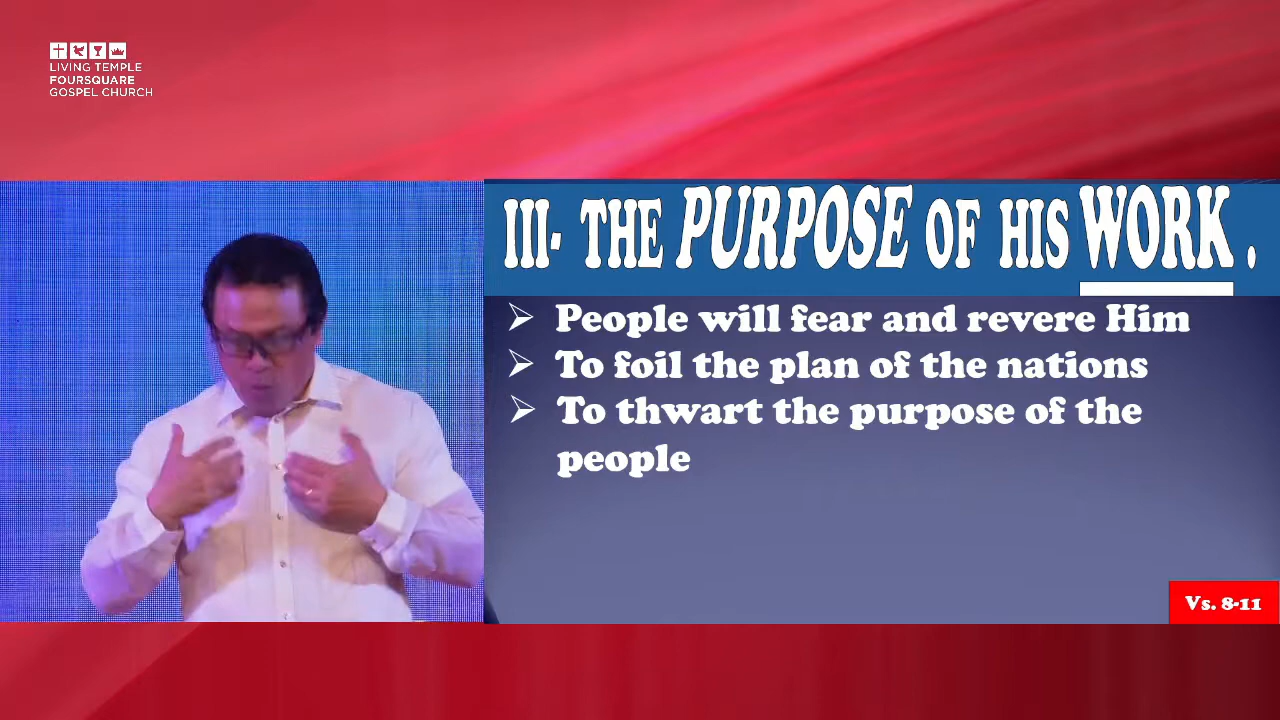 LIVING TEMPLE
FOURSQUARE
GOSPEL CHURCH
III- THE PURPOSE OF HIS WORK .
➢ People will fear and revere Him
➢ To foil the plan of the nations
➢ To thwart the purpose of the
people
Vs. 8-11